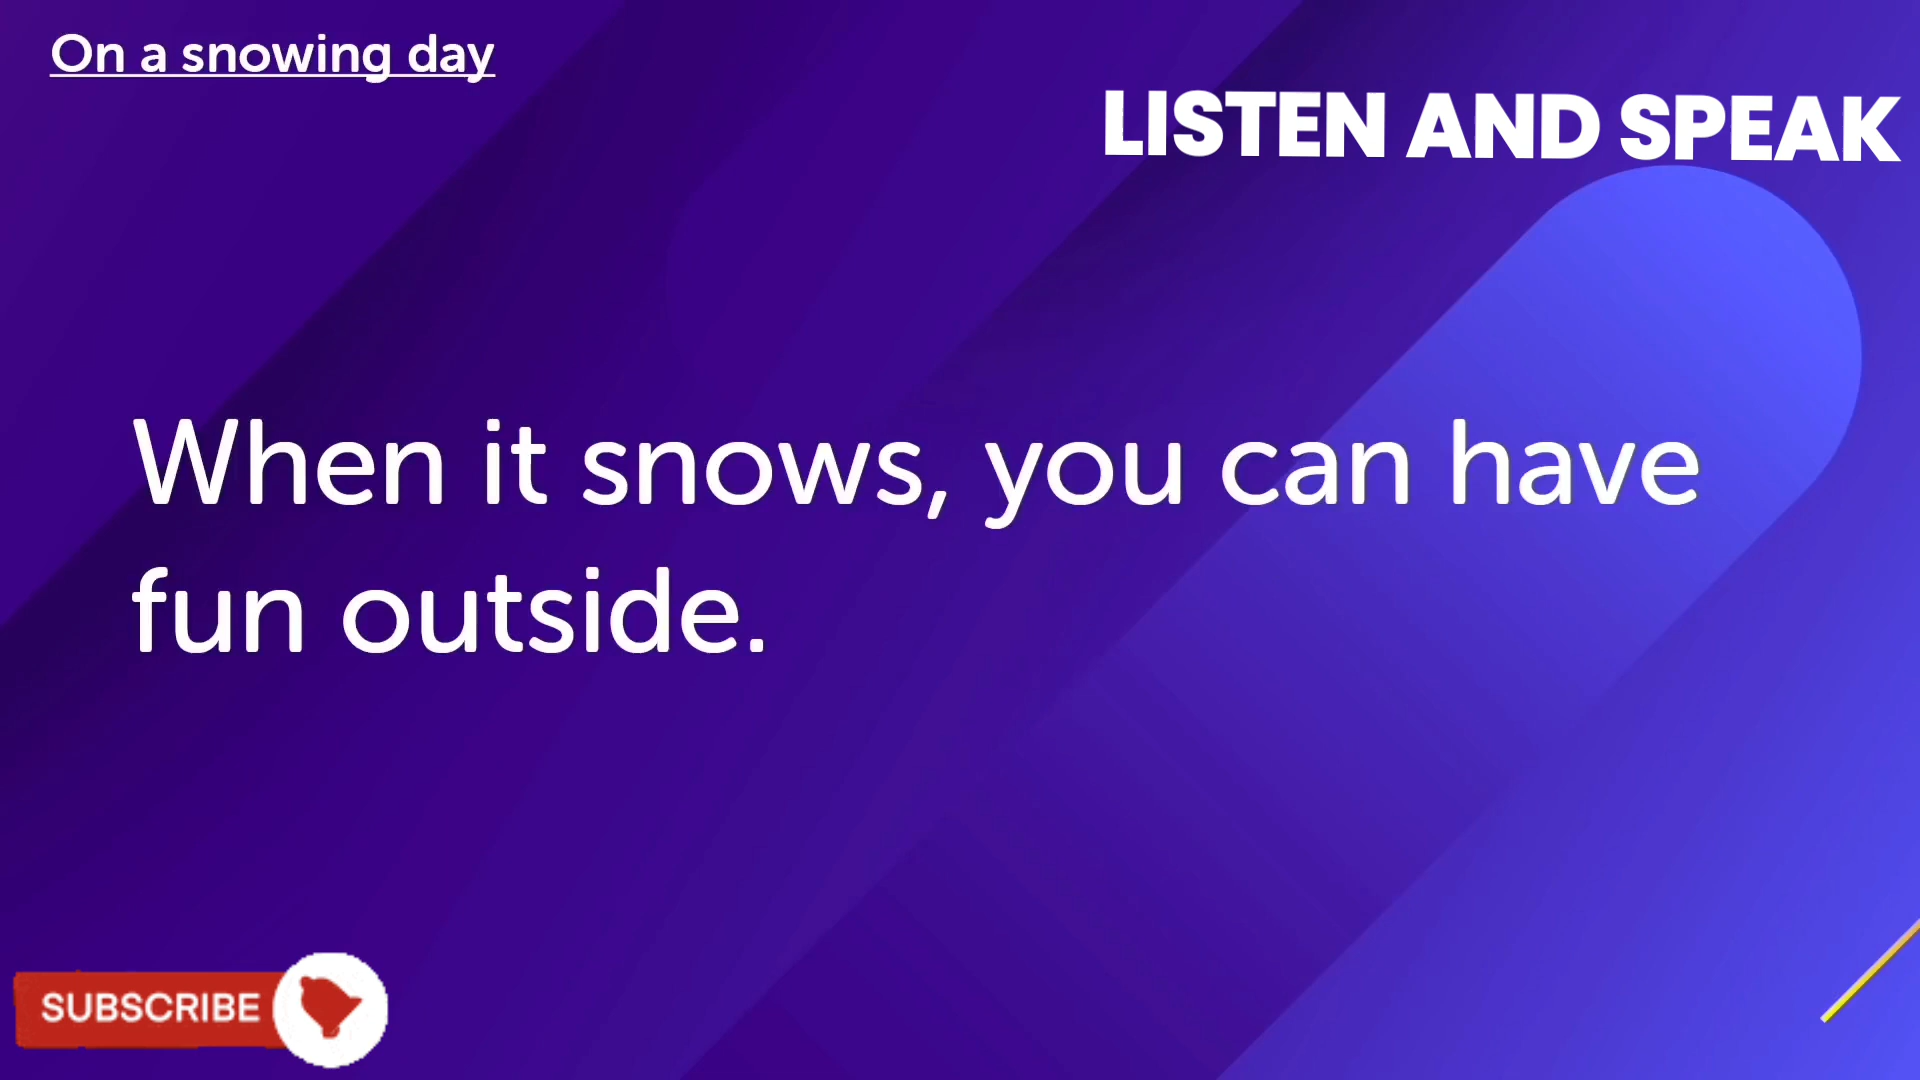 On a snowing day
LISTEN AND SPEAK
When it snows, you can have
fun outside.
SUBSCRIBE